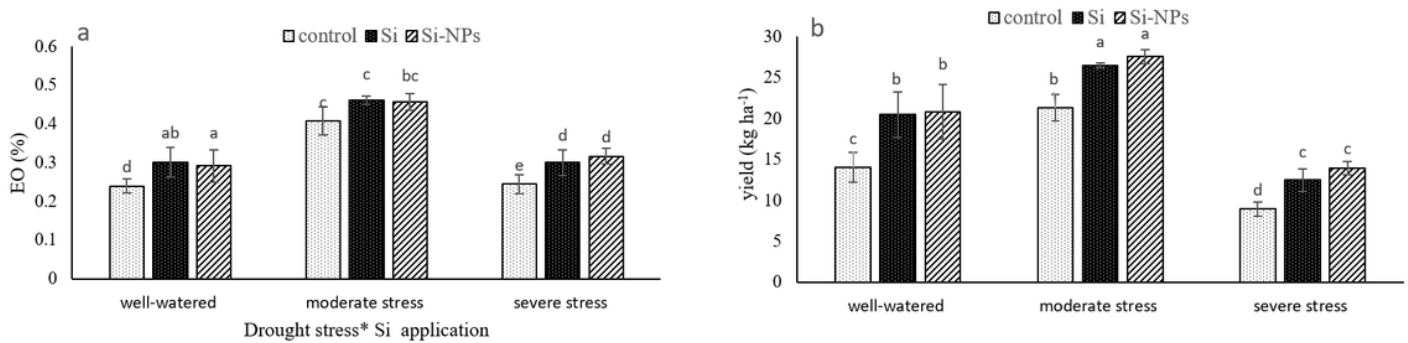 a
control Si Si-NPs
0.6
0.5
0.4
0.3
0.2
0.1
0
EO (%)
d ab a
c c bc
e d d
well-watered moderate stress severe stress
Drought stress* Si application
b
control Si Si-NPs
30
25
20
15
10
5
0
yield (kg ha⁻¹)
c b b
b a a
d c c
well-watered moderate stress severe stress